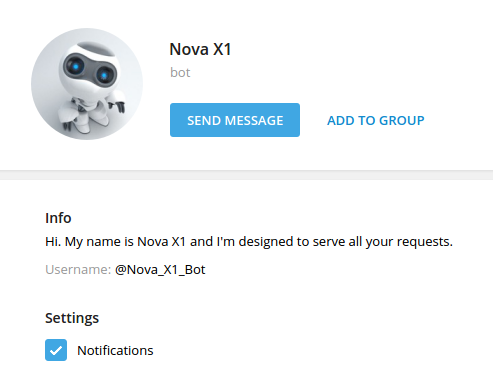 Nova X1
bot
SEND MESSAGE
ADD TO GROUP
Info
Hi. My name is Nova X1 and I'm designed to serve all your requests.
Username: @Nova_X1_Bot
Settings
Notifications